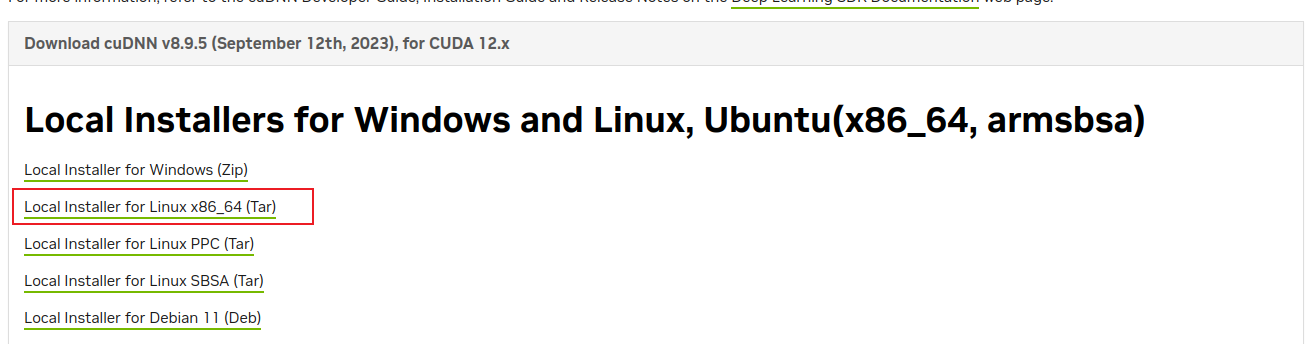 For more information, refer to the cuDNN Developer Guide, Installation Guide and Release Notes on the Deep Learning SDK Documentation web page.
Download cuDNN v8.9.5 (September 12th, 2023), for CUDA 12.x
Local Installers for Windows and Linux, Ubuntu(x86_64, armsbsa)
Local Installer for Windows (Zip)
Local Installer for Linux x86_64 (Tar)
Local Installer for Linux PPC (Tar)
Local Installer for Linux SBSA (Tar)
Local Installer for Debian 11 (Deb)